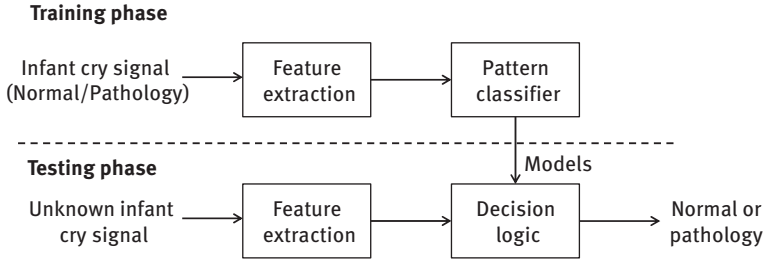 Training phase
Infant cry signal
(Normal/Pathology)
Feature
extraction
Pattern
classifier
Models
Testing phase
Unknown infant
cry signal
Feature
extraction
Decision
logic
Normal or
pathology